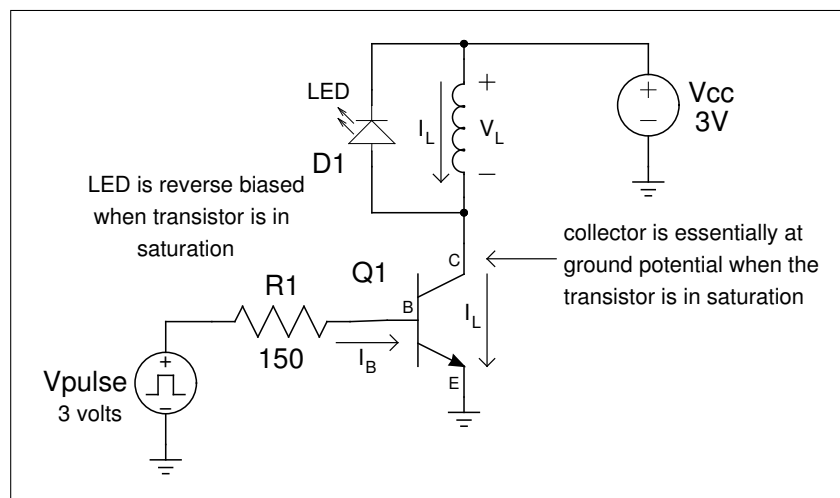 LED
+
I_L
V_L
–
D1
+
–
Vcc
3V
LED is reverse biased
when transistor is in
saturation
collector is essentially at
ground potential when the
transistor is in saturation
Q1
C
B
E
I_L
R1
150
I_B
Vpulse
3 volts
+
–